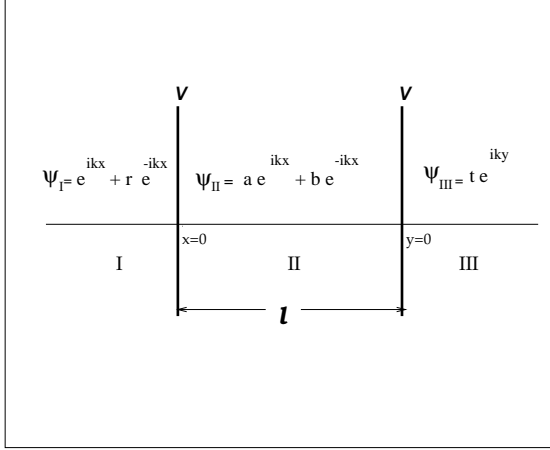 V V
ψ_I = e^{ikx} + r e^{-ikx} ψ_II = a e^{ikx} + b e^{-ikx} ψ_III = t e^{iky}
x=0 y=0
I II III
l